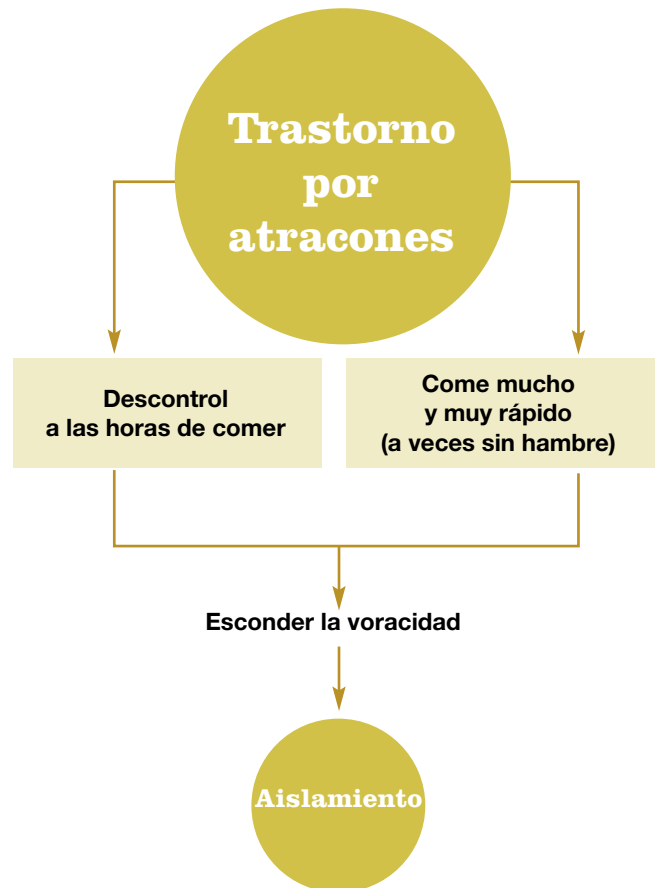 Trastorno
por
atracones
Descontrol
a las horas de comer
Come mucho
y muy rápido
(a veces sin hambre)
Esconder la voracidad
Aislamiento